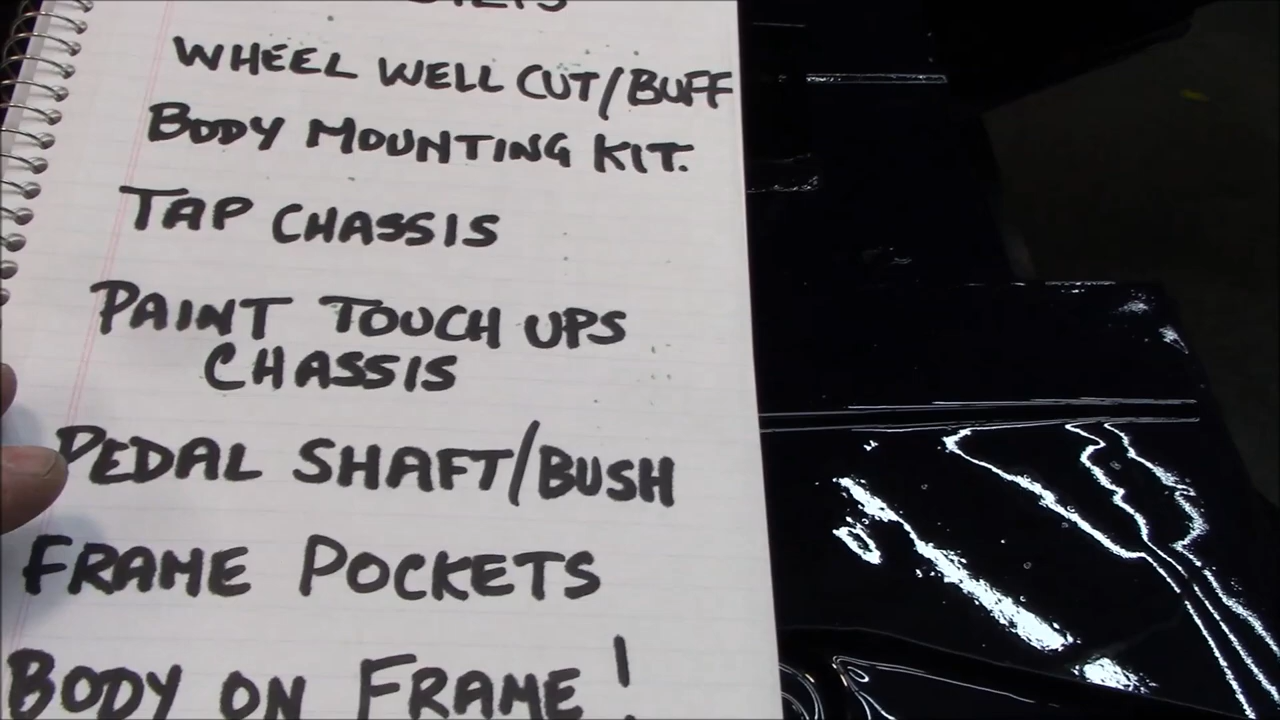 WHEEL WELL CUT/BUFF
BODY MOUNTING KIT.
TAP CHASSIS
PAINT TOUCH UPS
CHASSIS
PEDAL SHAFT/BUSH
FRAME POCKETS
BODY ON FRAME!